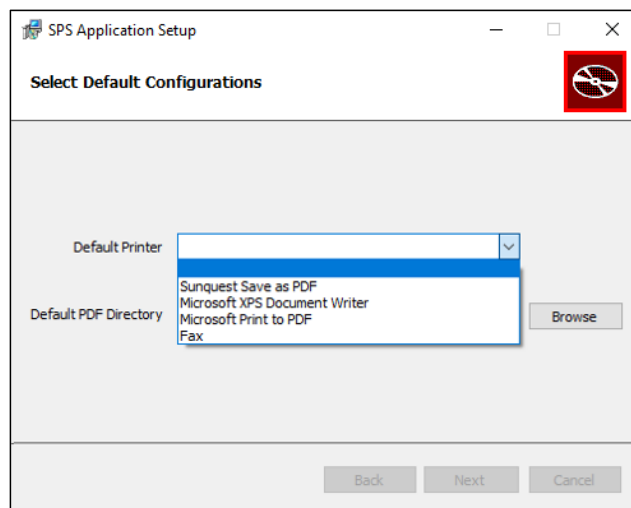 SPS Application Setup
Select Default Configurations
Default Printer
Sunquest Save as PDF
Microsoft XPS Document Writer
Default PDF Directory
Browse
Microsoft Print to PDF
Fax
Back
Next
Cancel